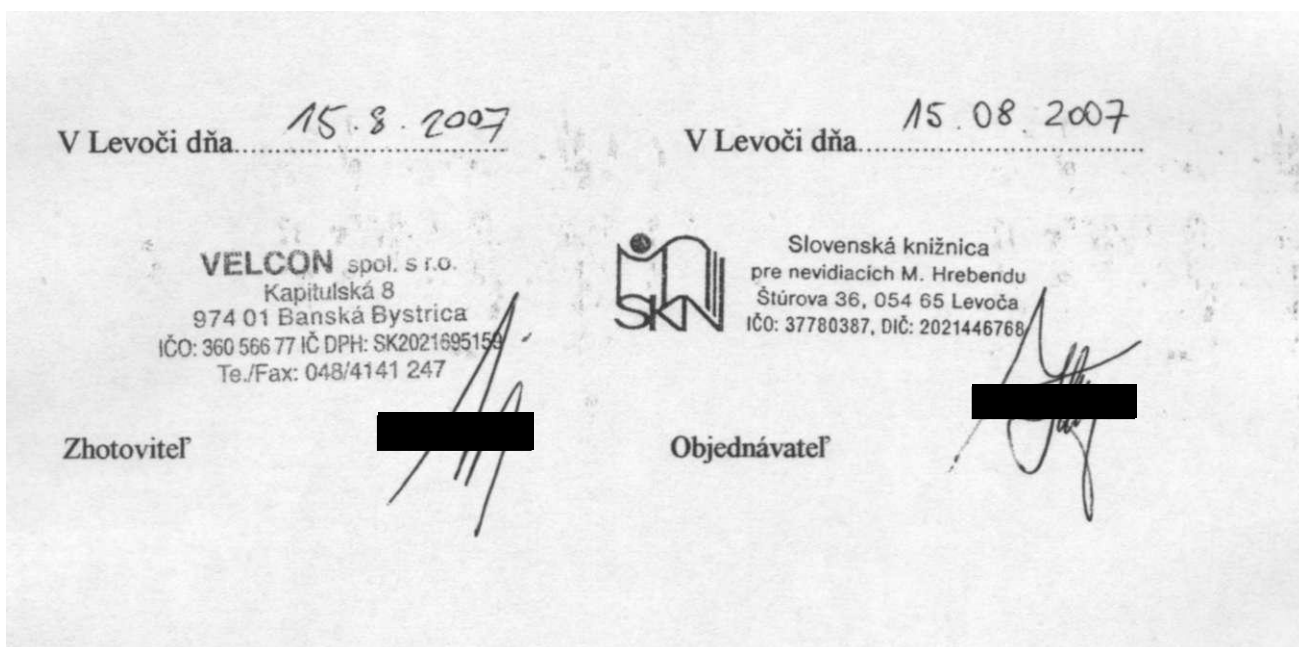 V Levoči dňa 15.8.2007
V Levoči dňa 15.08.2007
VELCON spol. s r.o.
Kapitulská 8
974 01 Banská Bystrica
IČO: 360 566 77 IČ DPH: SK2021695159
Te./Fax: 048/4141 247
SKN
Slovenská knižnica
pre nevidiacich M. Hrebendu
Štúrova 36, 054 65 Levoča
IČO: 37780387, DIČ: 2021446768
Zhotoviteľ
Objednávateľ